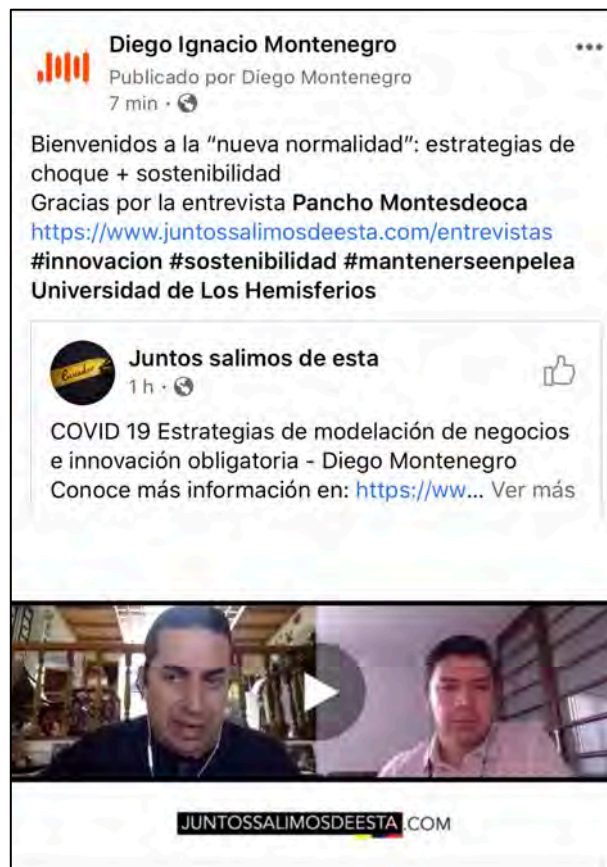 Diego Ignacio Montenegro
Publicado por Diego Montenegro
7 min ·
Bienvenidos a la “nueva normalidad”: estrategias de
choque + sostenibilidad
Gracias por la entrevista Pancho Montesdeoca
https://www.juntossalimosdeesta.com/entrevistas
#innovacion #sostenibilidad #mantenerseenpelea
Universidad de Los Hemisferios
Ecuador
Juntos salimos de esta
1 h ·
COVID 19 Estrategias de modelación de negocios
e innovación obligatoria - Diego Montenegro
Conoce más información en: https://ww... Ver más
JUNTOSSALIMOSDEESTA.COM